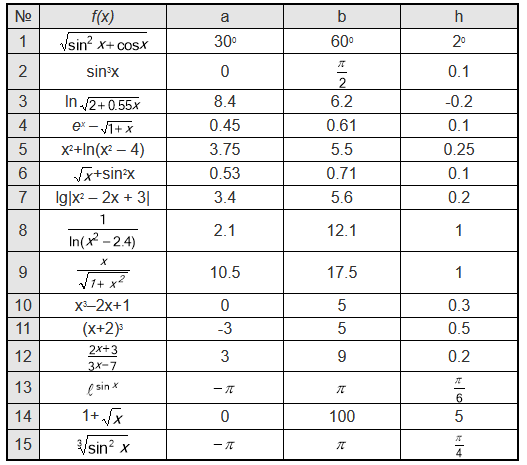 № f(x) a b h
1 √(sin² x+cosx) 30⁰ 60⁰ 2⁰
2 sin³x 0 π/2 0.1
3 ln√(2+0.55x) 8.4 6.2 -0.2
4 eˣ – √(1+x) 0.45 0.61 0.1
5 x²+ln(x² – 4) 3.75 5.5 0.25
6 √x+sin²x 0.53 0.71 0.1
7 lg|x² – 2x + 3| 3.4 5.6 0.2
8 1/ln(x² – 2.4) 2.1 12.1 1
9 x/√(1+ x²) 10.5 17.5 1
10 x³–2x+1 0 5 0.3
11 (x+2)³ -3 5 0.5
12 (2x+3)/(3x–7) 3 9 0.2
13 ℓ^(sin x) –π π π/6
14 1+√x 0 100 5
15 ∛(sin² x) –π π π/4